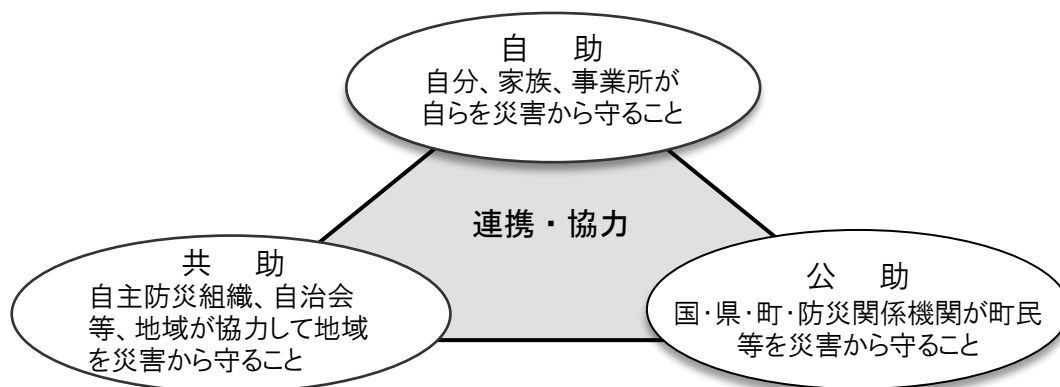 自　助
自分、家族、事業所が
自らを災害から守ること
連携・協力
共　助
自主防災組織、自治会
等、地域が協力して地域
を災害から守ること
公　助
国・県・町・防災関係機関が町民
等を災害から守ること